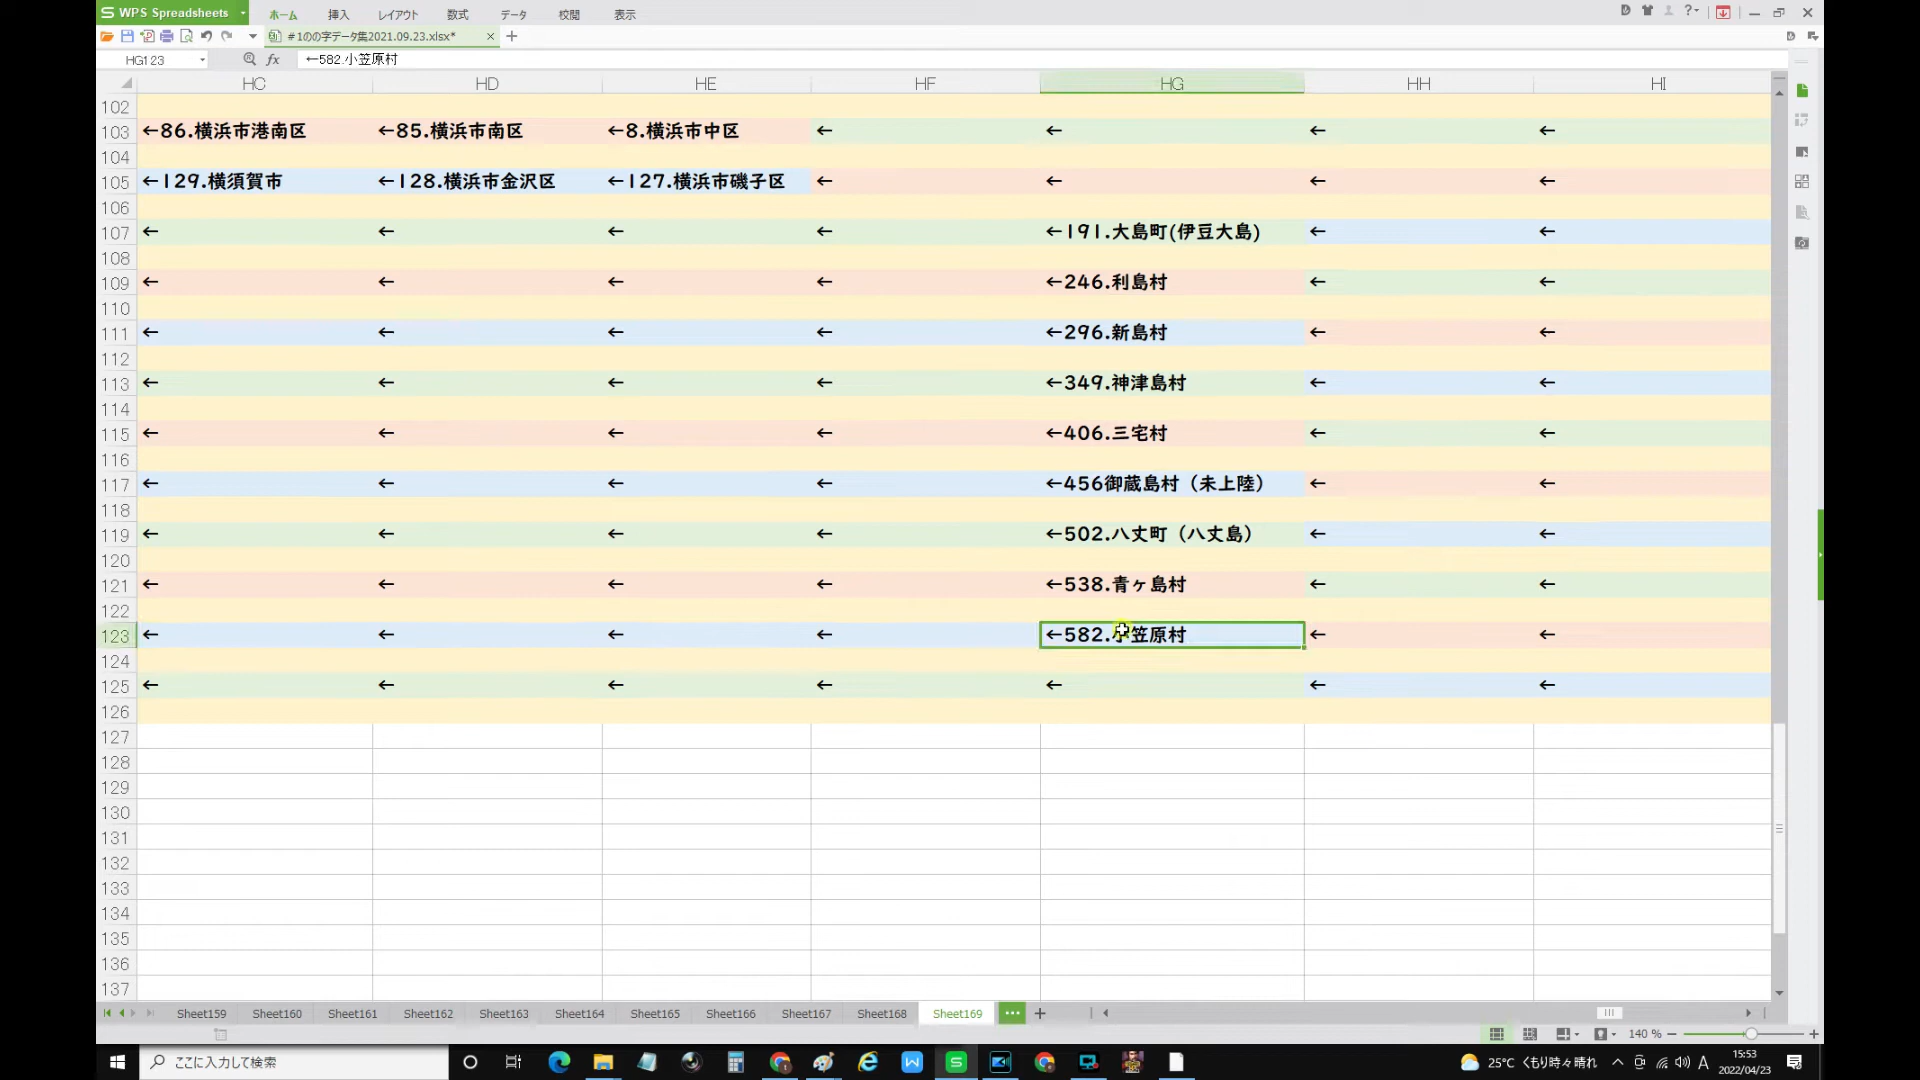 WPS Spreadsheets ホーム 挿入 レイアウト 数式 データ 校閲 表示
#1のの字データ集2021.09.23.xlsx*
HG123 fx ←582.小笠原村
HC HD HE HF HG HH HI
102
103 ←86.横浜市港南区 ←85.横浜市南区 ←8.横浜市中区 ← ← ← ←
104
105 ←129.横須賀市 ←128.横浜市金沢区 ←127.横浜市磯子区 ← ← ← ←
106
107 ← ← ← ← ←191.大島町(伊豆大島) ← ←
108
109 ← ← ← ← ←246.利島村 ← ←
110
111 ← ← ← ← ←296.新島村 ← ←
112
113 ← ← ← ← ←349.神津島村 ← ←
114
115 ← ← ← ← ←406.三宅村 ← ←
116
117 ← ← ← ← ←456御蔵島村（未上陸） ← ←
118
119 ← ← ← ← ←502.八丈町（八丈島） ← ←
120
121 ← ← ← ← ←538.青ヶ島村 ← ←
122
123 ← ← ← ← ←582.小笠原村 ← ←
124
125 ← ← ← ← ← ← ←
126
127
128
129
130
131
132
133
134
135
136
137
Sheet159 Sheet160 Sheet161 Sheet162 Sheet163 Sheet164 Sheet165 Sheet166 Sheet167 Sheet168 Sheet169
140 %
ここに入力して検索 25°C くもり時々晴れ A 15:53
2022/04/23